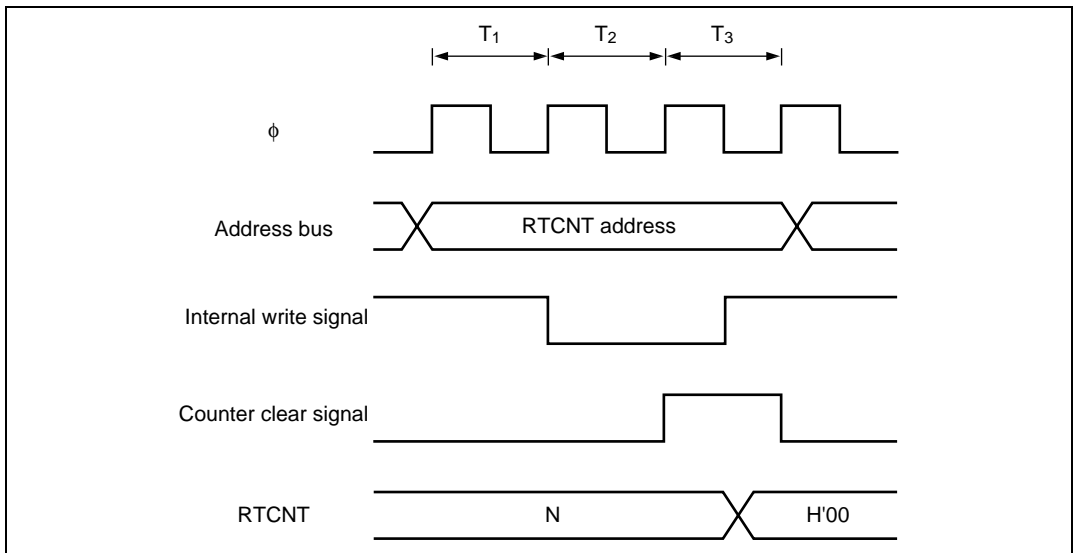 T1 T2 T3
ϕ
Address bus
RTCNT address
Internal write signal
Counter clear signal
RTCNT
N
H'00